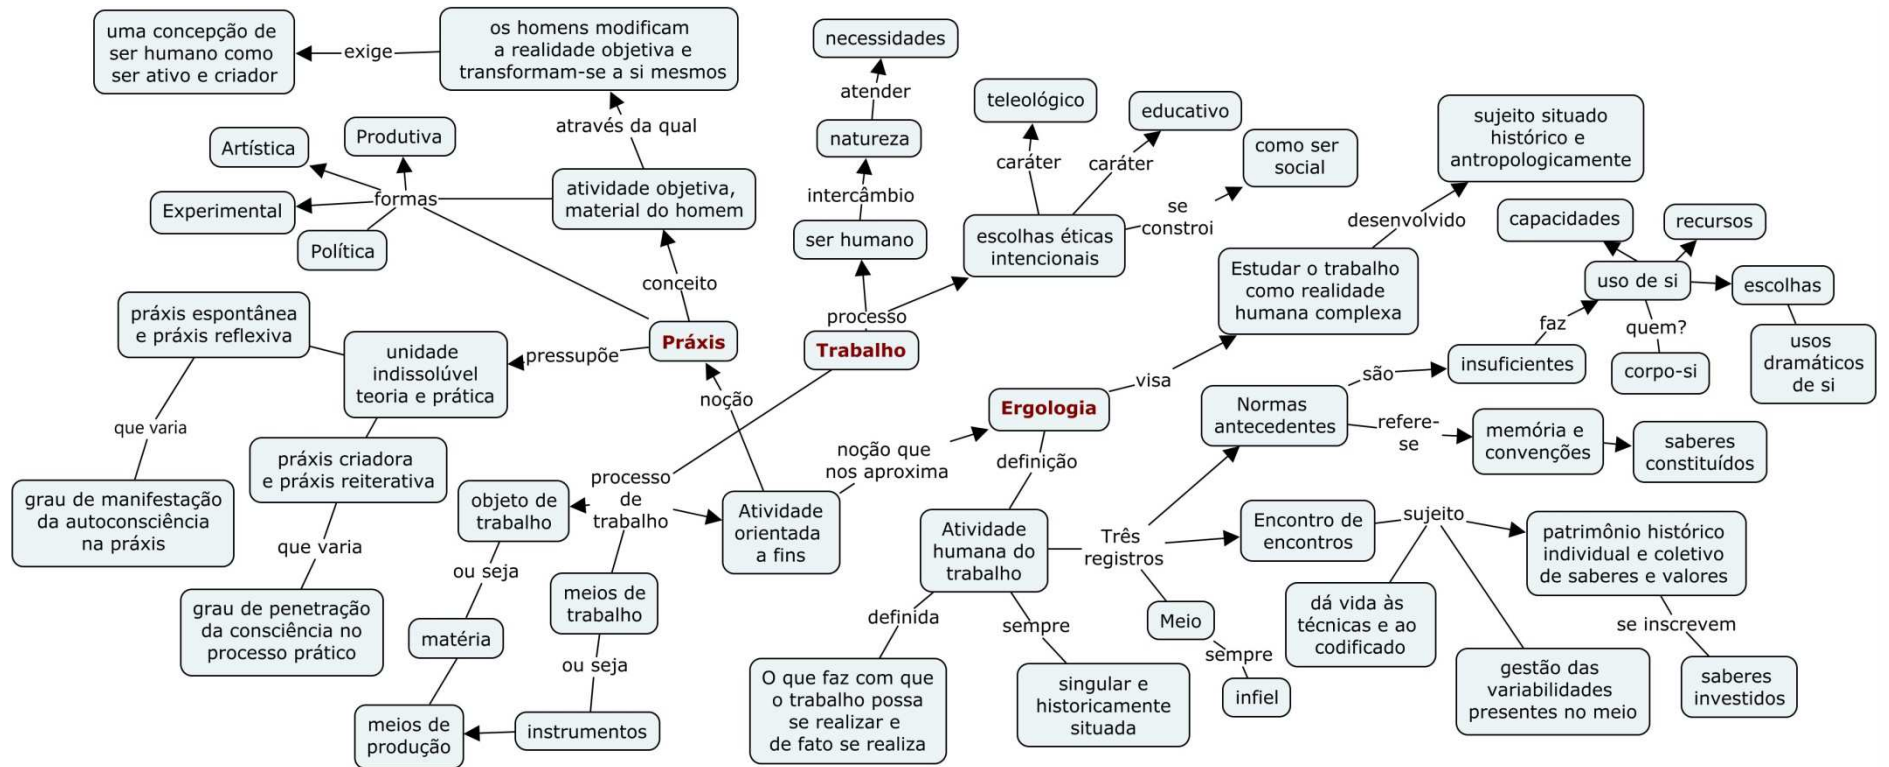 uma concepção de
ser humano como
ser ativo e criador
exige
os homens modificam
a realidade objetiva e
transformam-se a si mesmos
através da qual
Artística
Produtiva
Experimental
formas
Política
atividade objetiva,
material do homem
conceito
práxis espontânea
e práxis reflexiva
unidade
indissolúvel
teoria e prática
pressupõe
Práxis
noção
que varia
práxis criadora
e práxis reiterativa
grau de manifestação
da autoconsciência
na práxis
que varia
grau de penetração
da consciência no
processo prático
necessidades
atender
natureza
intercâmbio
ser humano
processo
Trabalho
teleológico
caráter
educativo
caráter
como ser
social
se
constroi
escolhas éticas
intencionais
processo
de
trabalho
objeto de
trabalho
ou seja
matéria
meios de
produção
meios de
trabalho
ou seja
instrumentos
Atividade
orientada
a fins
noção que
nos aproxima
Ergologia
visa
Estudar o trabalho
como realidade
humana complexa
desenvolvido
sujeito situado
histórico e
antropologicamente
definição
Atividade
humana do
trabalho
definida
O que faz com que
o trabalho possa
se realizar e
de fato se realiza
sempre
singular e
historicamente
situada
Três
registros
Normas
antecedentes
são
insuficientes
faz
uso de si
capacidades
recursos
escolhas
usos
dramáticos
de si
quem?
corpo-si
refere-
se
memória e
convenções
saberes
constituídos
Encontro de
encontros
sujeito
patrimônio histórico
individual e coletivo
de saberes e valores
se inscrevem
saberes
investidos
dá vida às
técnicas e ao
codificado
gestão das
variabilidades
presentes no meio
Meio
sempre
infiel